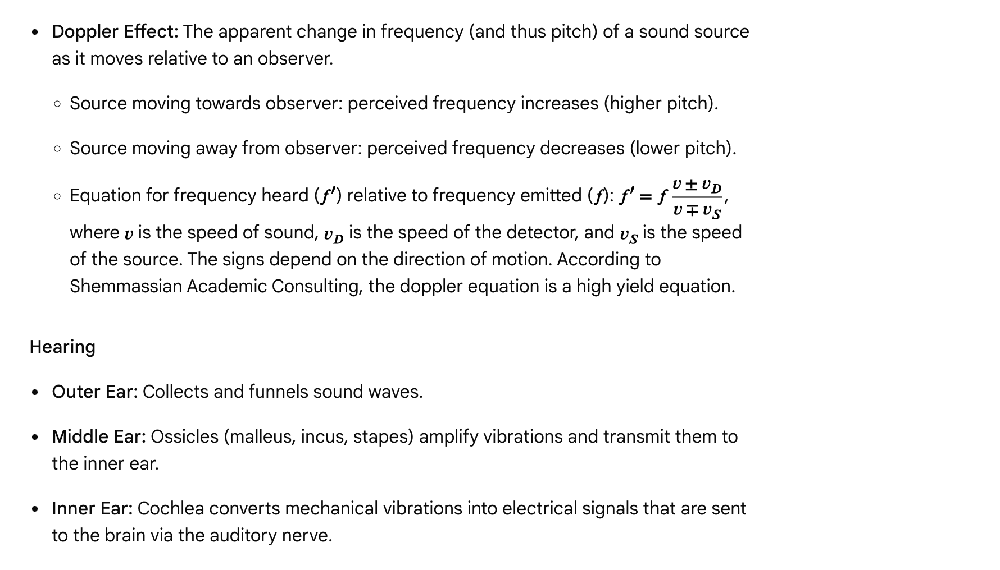 • Doppler Effect: The apparent change in frequency (and thus pitch) of a sound source
as it moves relative to an observer.
◦ Source moving towards observer: perceived frequency increases (higher pitch).
◦ Source moving away from observer: perceived frequency decreases (lower pitch).
◦ Equation for frequency heard (f′) relative to frequency emitted (f): f′ = f (v ± v_D)/(v ∓ v_S),
where v is the speed of sound, v_D is the speed of the detector, and v_S is the speed
of the source. The signs depend on the direction of motion. According to
Shemmassian Academic Consulting, the doppler equation is a high yield equation.
Hearing
• Outer Ear: Collects and funnels sound waves.
• Middle Ear: Ossicles (malleus, incus, stapes) amplify vibrations and transmit them to
the inner ear.
• Inner Ear: Cochlea converts mechanical vibrations into electrical signals that are sent
to the brain via the auditory nerve.